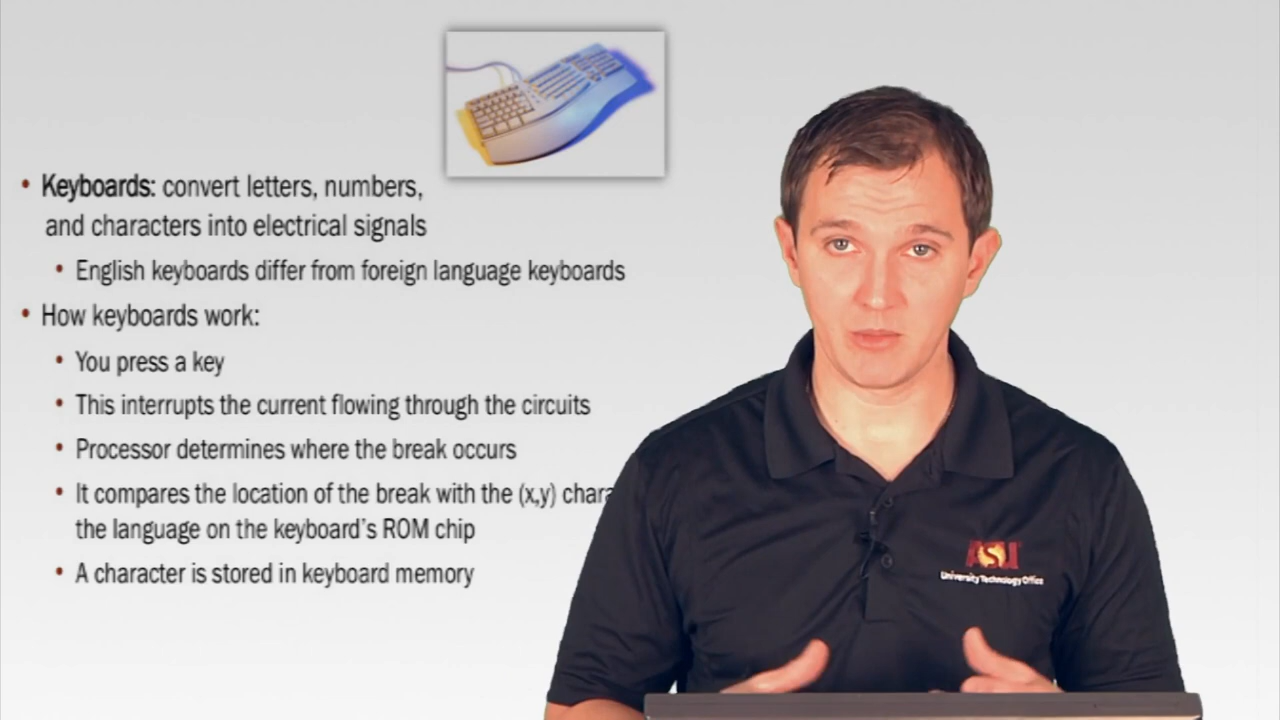 • Keyboards: convert letters, numbers,
and characters into electrical signals
• English keyboards differ from foreign language keyboards
• How keyboards work:
• You press a key
• This interrupts the current flowing through the circuits
• Processor determines where the break occurs
• It compares the location of the break with the (x,y)
the language on the keyboard's ROM chip
• A character is stored in keyboard memory
ASU
University Technology Office